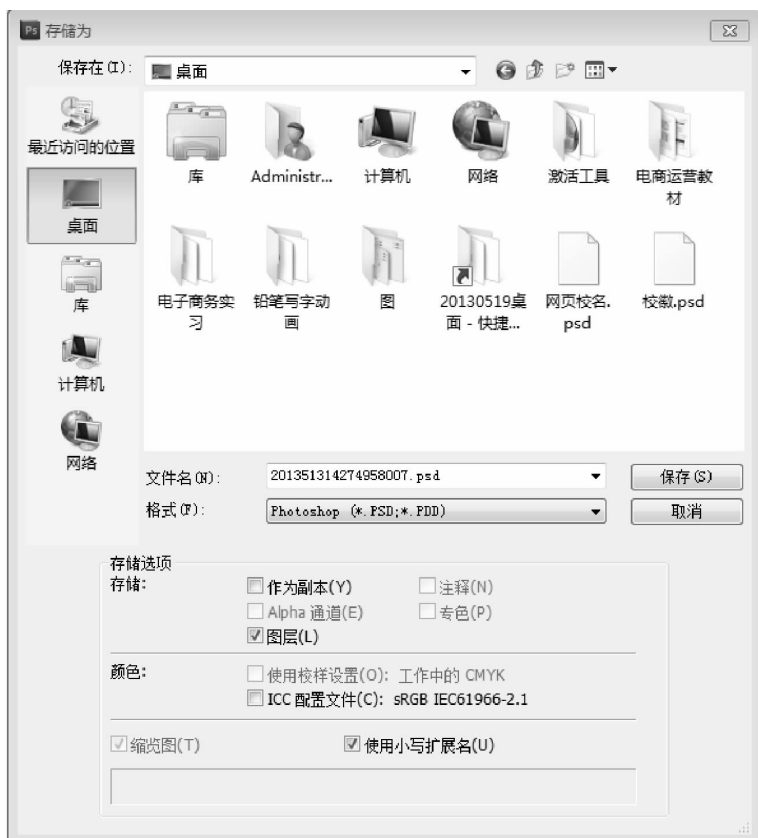 Ps 存储为
保存在(I): 桌面
最近访问的位置
桌面
库
计算机
网络
库 Administr... 计算机 网络 激活工具 电商运营教
材
电子商务实 铅笔写字动 图 20130519桌 网页校名. 校徽.psd
习 画 面 - 快捷... psd
文件名(N): 201351314274958007.psd 保存(S)
格式(F): Photoshop (*.PSD;*.PDD) 取消
存储选项
存储: 作为副本(Y) 注释(N)
Alpha 通道(E) 专色(P)
图层(L)
颜色: 使用校样设置(O): 工作中的 CMYK
ICC 配置文件(C): sRGB IEC61966-2.1
缩览图(T) 使用小写扩展名(U)